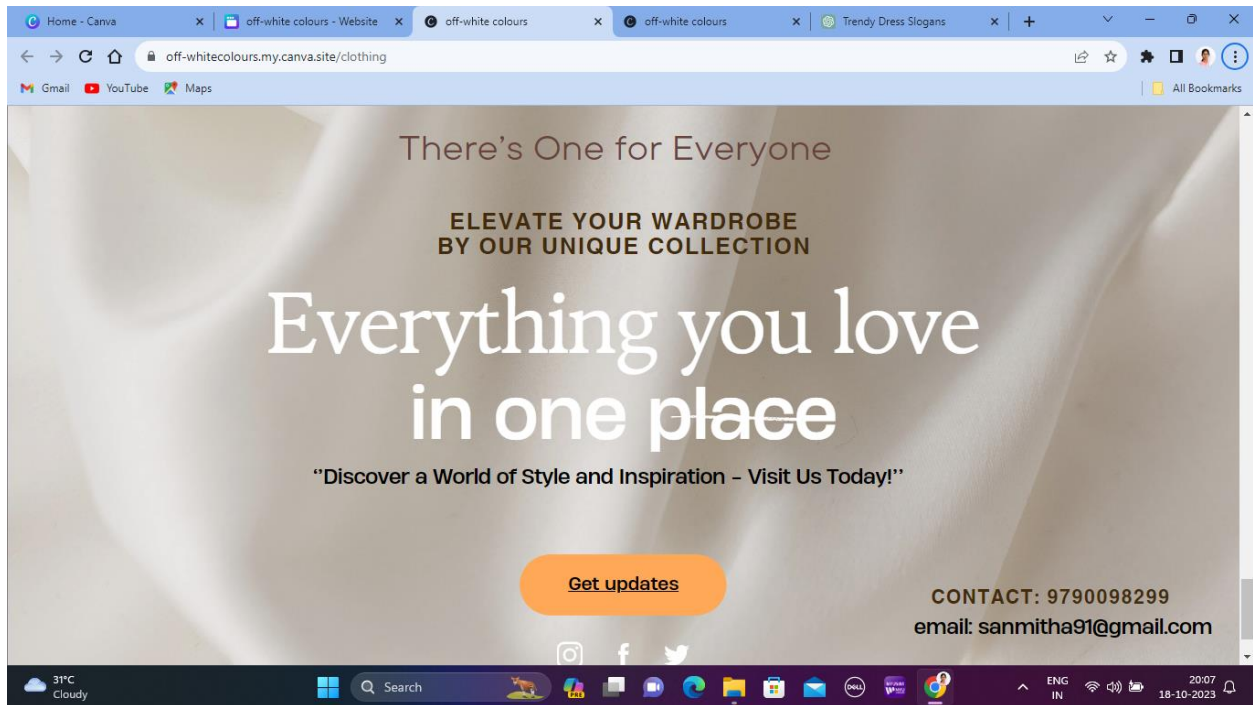 Home - Canva
off-white colours - Website
off-white colours
off-white colours
Trendy Dress Slogans
off-whitecolours.my.canva.site/clothing
Gmail
YouTube
Maps
All Bookmarks
There's One for Everyone
ELEVATE YOUR WARDROBE
BY OUR UNIQUE COLLECTION
Everything you love
in one place
‘’Discover a World of Style and Inspiration – Visit Us Today!’’
Get updates
CONTACT: 9790098299
email: sanmitha91@gmail.com
31°C
Cloudy
Search
PRE
DELL
ENG
IN
20:07
18-10-2023